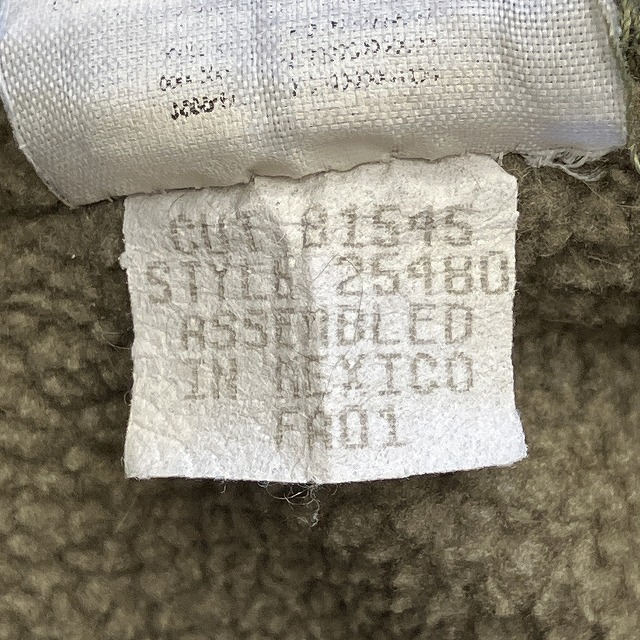 CUT 81545
STYLE# 25480
ASSEMBLED
IN MEXICO
FA01